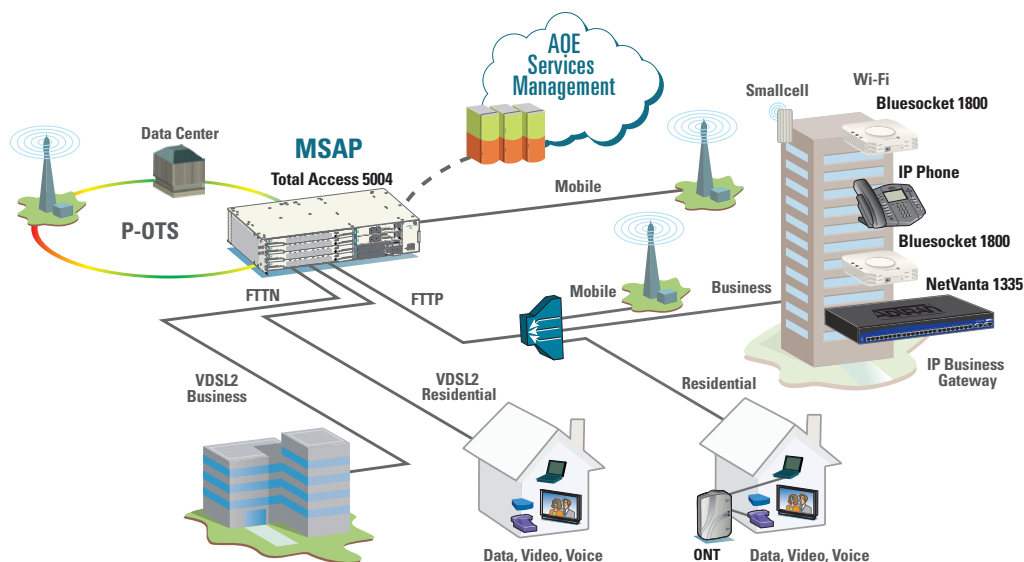 AOE
Services
Management
Smallcell
Wi-Fi
Bluesocket 1800
Data Center
MSAP
Total Access 5004
Mobile
IP Phone
P-OTS
Bluesocket 1800
FTTN
FTTP
Mobile
Business
NetVanta 1335
ADTRAN
IP Business
Gateway
VDSL2
Business
VDSL2
Residential
Residential
Data, Video, Voice
ONT
Data, Video, Voice